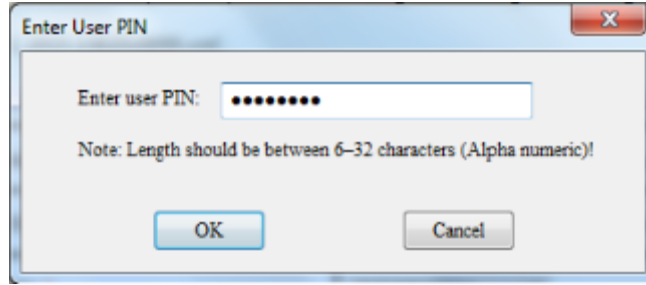 Enter User PIN
Enter user PIN: ••••••••
Note: Length should be between 6–32 characters (Alpha numeric)!
OK Cancel